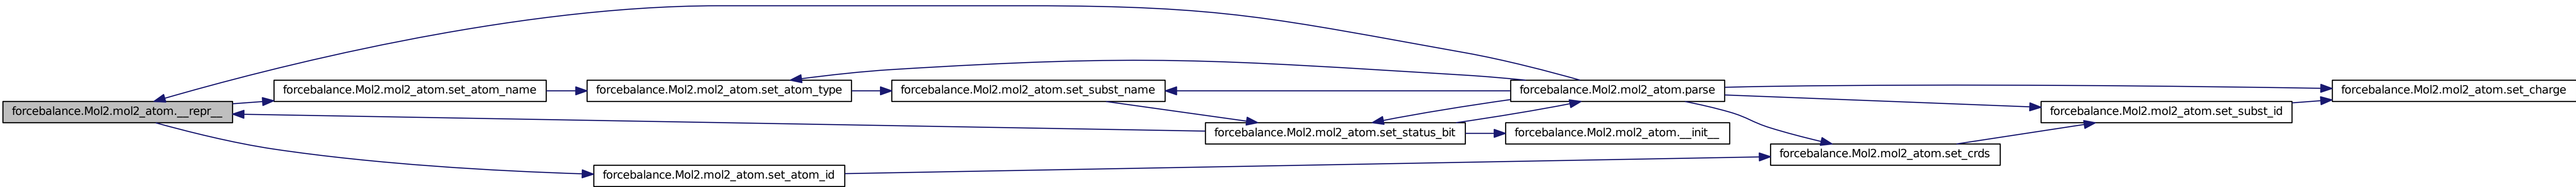 forcebalance.Mol2.mol2_atom.__repr__
forcebalance.Mol2.mol2_atom.set_atom_name
forcebalance.Mol2.mol2_atom.set_atom_type
forcebalance.Mol2.mol2_atom.set_subst_name
forcebalance.Mol2.mol2_atom.set_status_bit
forcebalance.Mol2.mol2_atom.parse
forcebalance.Mol2.mol2_atom.__init__
forcebalance.Mol2.mol2_atom.set_atom_id
forcebalance.Mol2.mol2_atom.set_crds
forcebalance.Mol2.mol2_atom.set_subst_id
forcebalance.Mol2.mol2_atom.set_charge